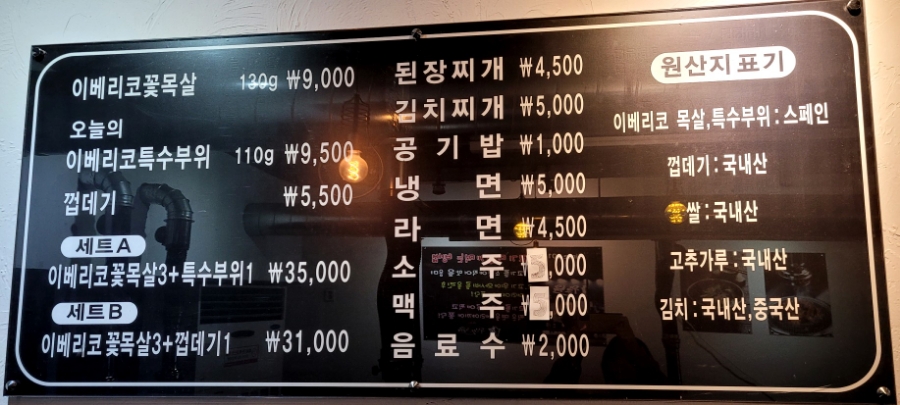 이베리코꽃목살 130g ₩9,000
오늘의
이베리코특수부위 110g ₩9,500
껍데기 ₩5,500
세트A
이베리코꽃목살3+특수부위1 ₩35,000
세트B
이베리코꽃목살3+껍데기1 ₩31,000
된장찌개 ₩4,500
김치찌개 ₩5,000
공기밥 ₩1,000
냉면 ₩5,000
라면 ₩4,500
소주 ₩5,000
맥주 ₩5,000
음료수 ₩2,000
원산지 표기
이베리코 목살,특수부위:스페인
껍데기:국내산
쌀:국내산
고추가루:국내산
김치:국내산,중국산